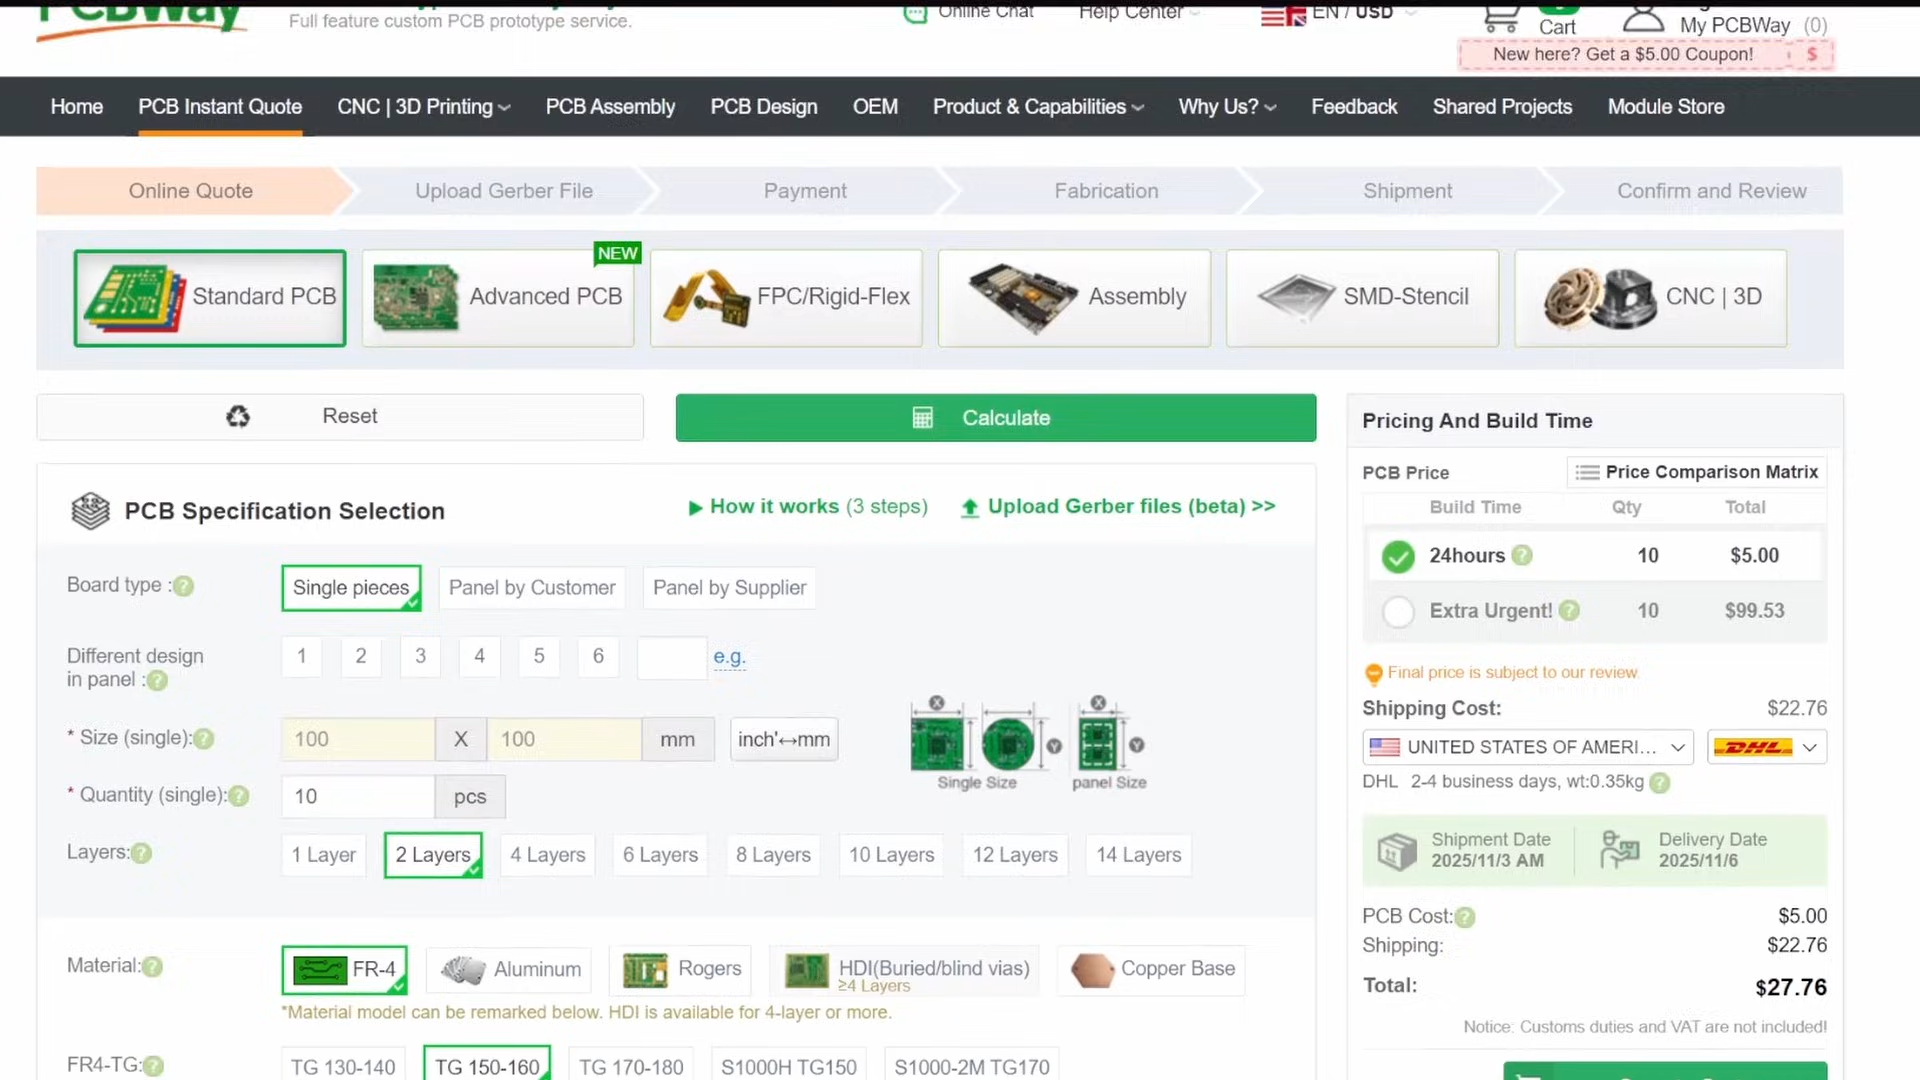 PCBWay
Full feature custom PCB prototype service.
Online Chat
Help Center
EN / USD
Cart
My PCBWay (0)
New here? Get a $5.00 Coupon! $
Home PCB Instant Quote CNC | 3D Printing PCB Assembly PCB Design OEM Product & Capabilities Why Us? Feedback Shared Projects Module Store
Online Quote Upload Gerber File Payment Fabrication Shipment Confirm and Review
NEW
Standard PCB Advanced PCB FPC/Rigid-Flex Assembly SMD-Stencil CNC | 3D
Reset
Calculate
PCB Specification Selection
How it works (3 steps)
Upload Gerber files (beta) >>
Board type :?
Single pieces Panel by Customer Panel by Supplier
Different design
in panel :?
1 2 3 4 5 6 e.g.
* Size (single):?
100 X 100 mm inch'↔mm
* Quantity (single):?
10 pcs
X X
Y Y
Single Size panel Size
Layers:?
1 Layer 2 Layers 4 Layers 6 Layers 8 Layers 10 Layers 12 Layers 14 Layers
Material:?
FR-4 Aluminum Rogers HDI(Buried/blind vias) Copper Base
≥4 Layers
*Material model can be remarked below. HDI is available for 4-layer or more.
FR4-TG:?
TG 130-140 TG 150-160 TG 170-180 S1000H TG150 S1000-2M TG170
Pricing And Build Time
PCB Price
Price Comparison Matrix
Build Time Qty Total
24hours ? 10 $5.00
Extra Urgent! ? 10 $99.53
Final price is subject to our review.
Shipping Cost: $22.76
UNITED STATES OF AMERI... DHL
DHL 2-4 business days, wt:0.35kg ?
Shipment Date
2025/11/3 AM
Delivery Date
2025/11/6
PCB Cost:? $5.00
Shipping: $22.76
Total: $27.76
Notice: Customs duties and VAT are not included!